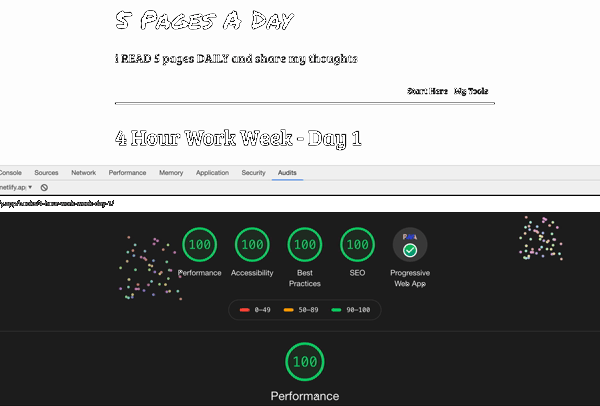 5 Pages A Day
I READ 5 pages DAILY and share my thoughts
Start Here My Tools
4 Hour Work Week - Day 1
Console Sources Network Performance Memory Application Security Audits
netlify.ap
100 100 100 100
Performance Accessibility Best Practices SEO Progressive Web App
0–49 50–89 90–100
100
Performance